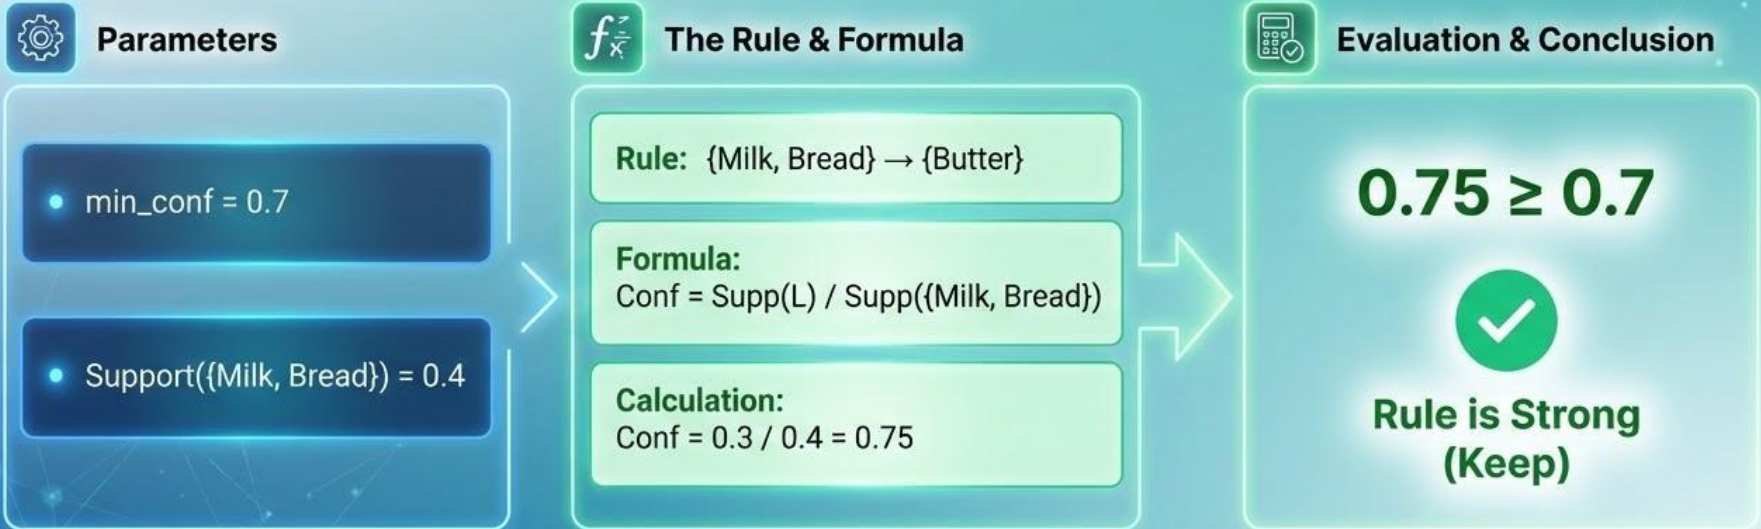 Parameters
min_conf = 0.7
Support({Milk, Bread}) = 0.4
The Rule & Formula
Rule: {Milk, Bread} → {Butter}
Formula:
Conf = Supp(L) / Supp({Milk, Bread})
Calculation:
Conf = 0.3 / 0.4 = 0.75
Evaluation & Conclusion
0.75 ≥ 0.7
Rule is Strong
(Keep)